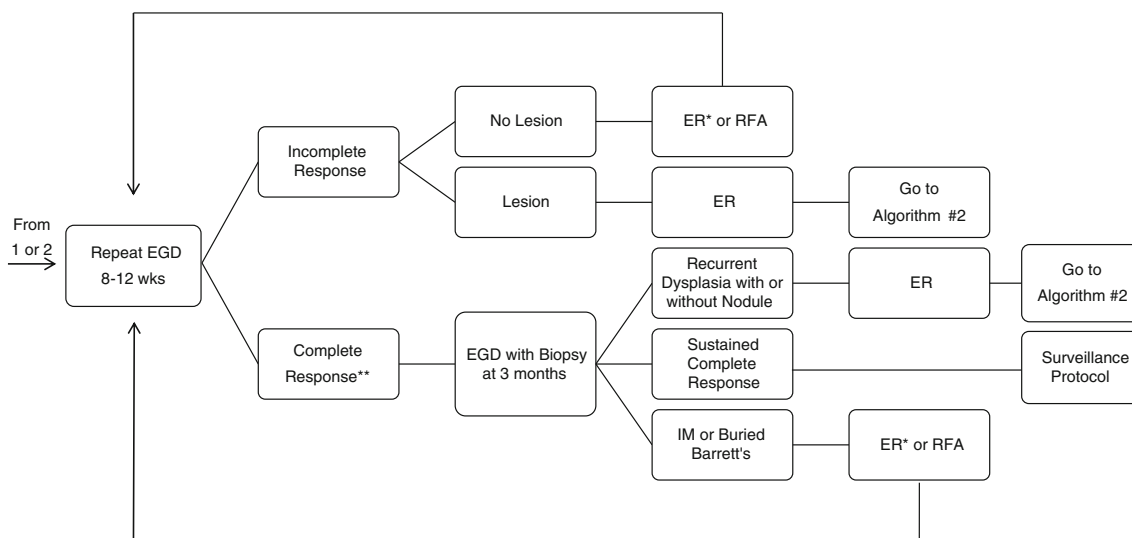 From
1 or 2
Repeat EGD
8-12 wks
Incomplete
Response
No Lesion
ER* or RFA
Lesion
ER
Go to
Algorithm #2
Complete
Response**
EGD with Biopsy
at 3 months
Recurrent
Dysplasia with or
without Nodule
ER
Go to
Algorithm #2
Sustained
Complete
Response
Surveillance
Protocol
IM or Buried
Barrett's
ER* or RFA